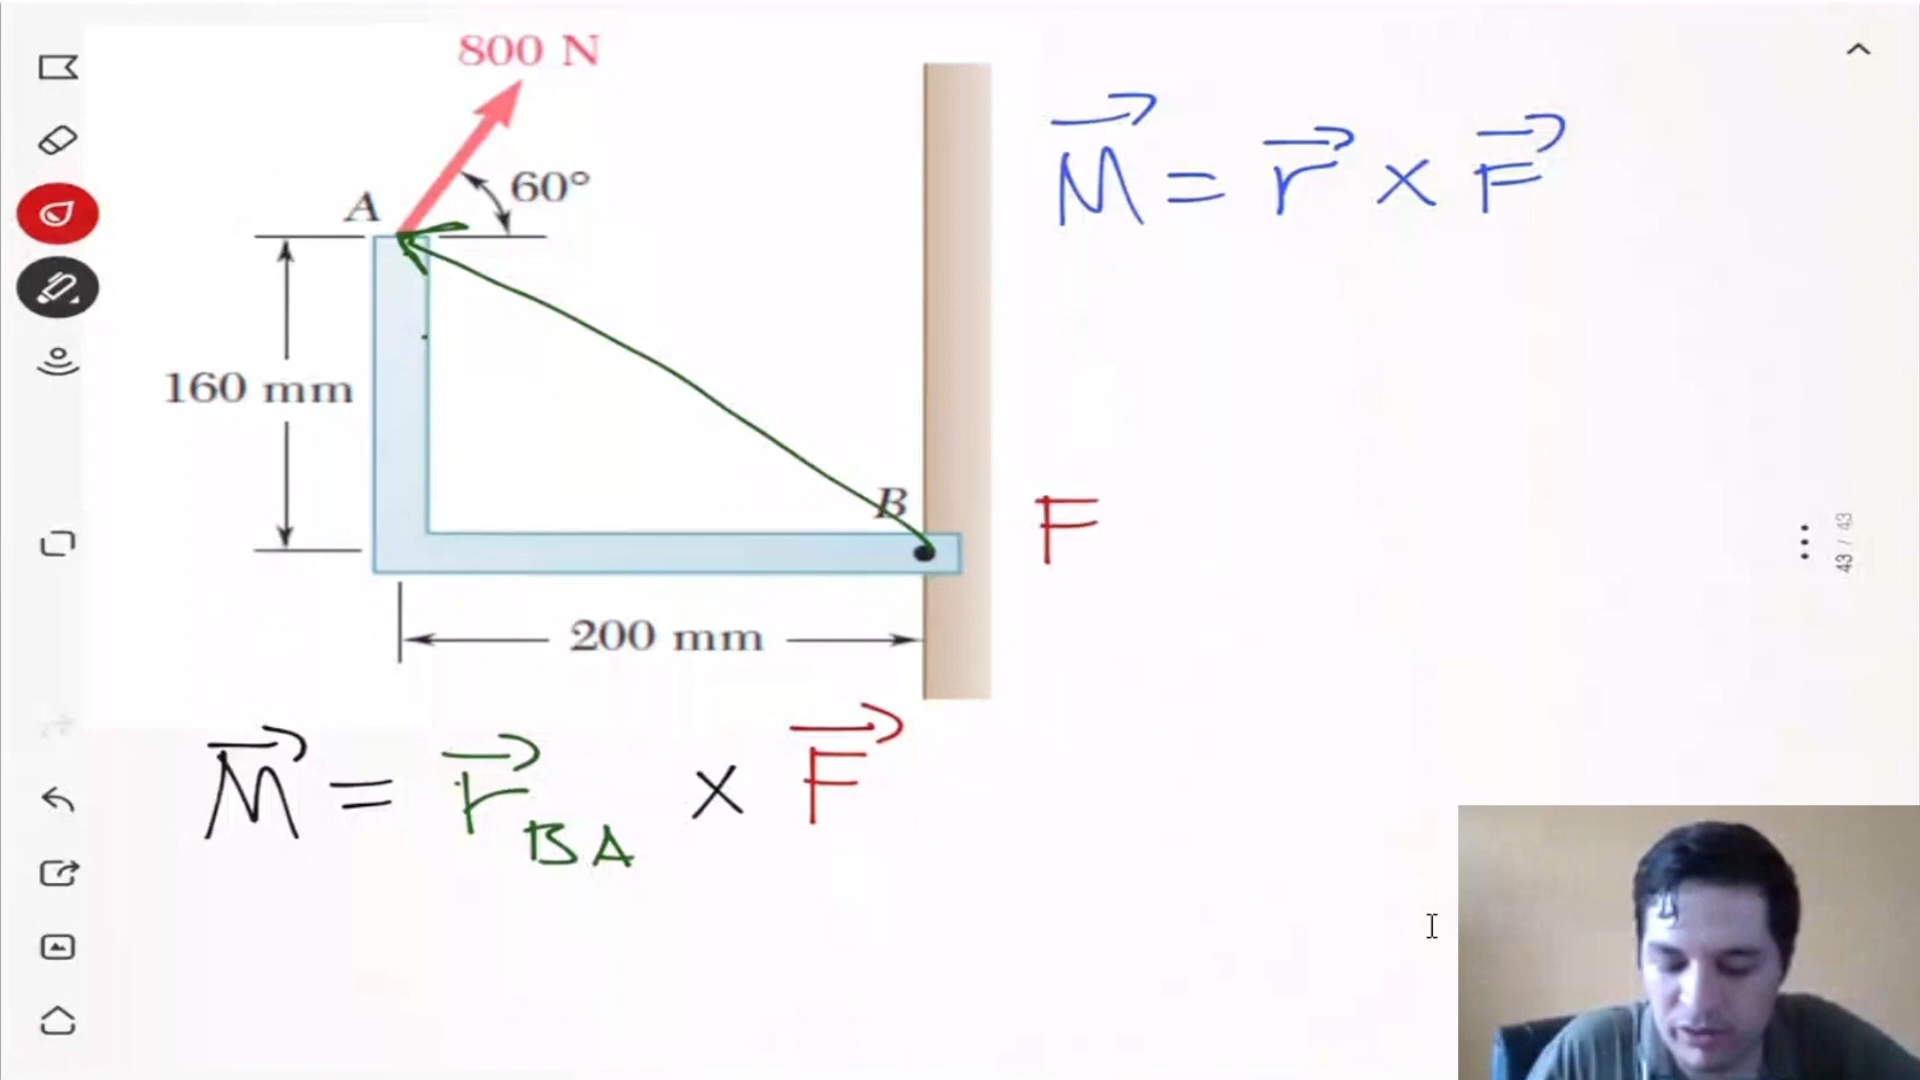 800 N
60°
A
160 mm
B
200 mm
M = r × F
F
43 / 43
M = r BA × F